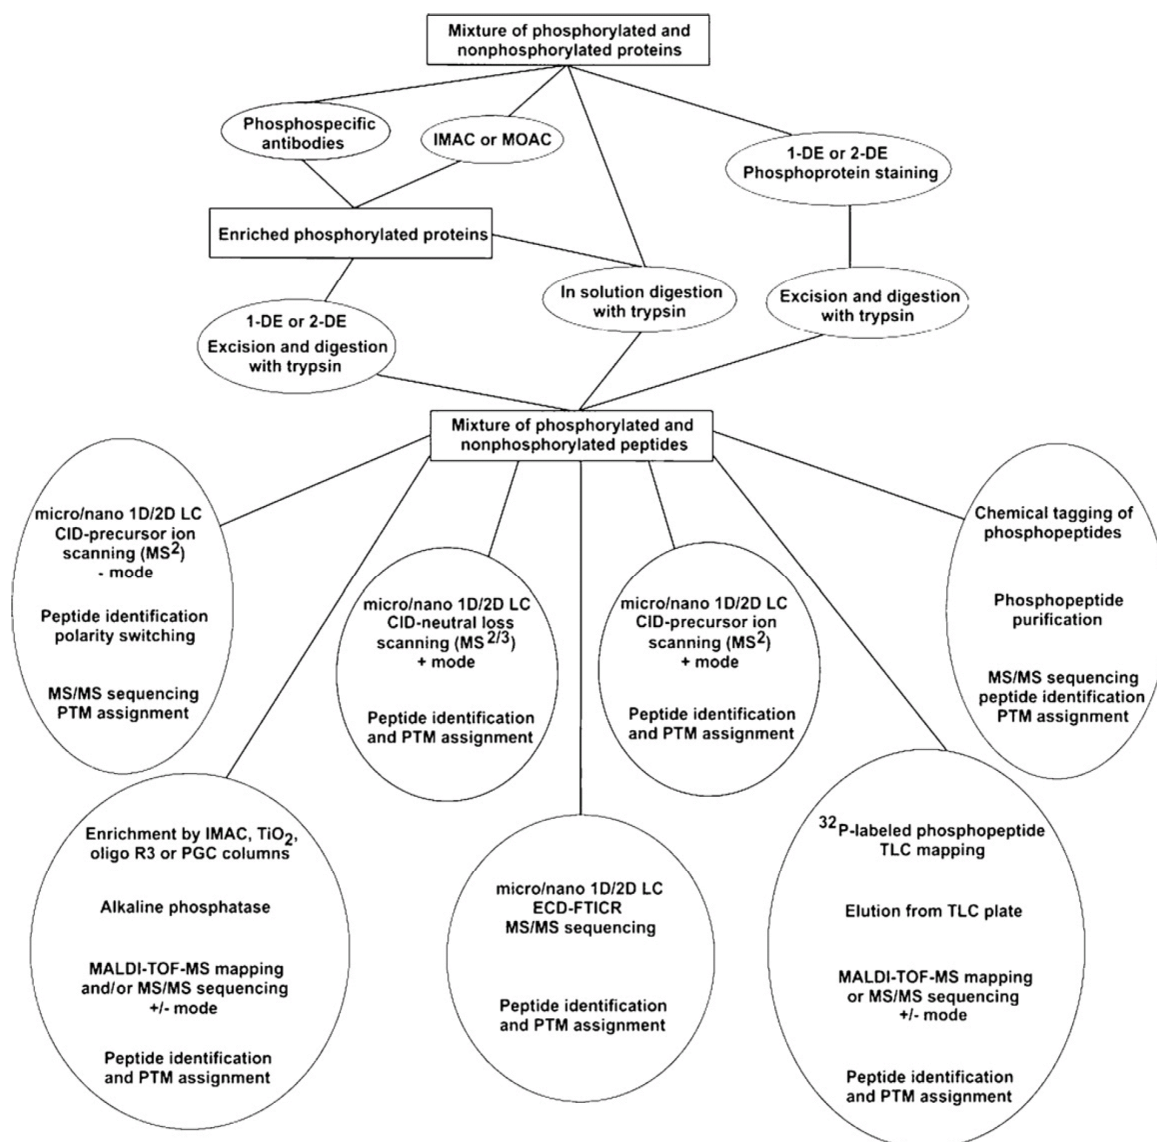 Mixture of phosphorylated and
nonphosphorylated proteins
Phosphospecific
antibodies
IMAC or MOAC
1-DE or 2-DE
Phosphoprotein staining
Enriched phosphorylated proteins
1-DE or 2-DE
Excision and digestion
with trypsin
In solution digestion
with trypsin
Excision and digestion
with trypsin
Mixture of phosphorylated and
nonphosphorylated peptides
micro/nano 1D/2D LC
CID-precursor ion
scanning (MS²)
- mode
Peptide identification
polarity switching
MS/MS sequencing
PTM assignment
micro/nano 1D/2D LC
CID-neutral loss
scanning (MS²/³)
+ mode
Peptide identification
and PTM assignment
micro/nano 1D/2D LC
CID-precursor ion
scanning (MS²)
+ mode
Peptide identification
and PTM assignment
Chemical tagging of
phosphopeptides
Phosphopeptide
purification
MS/MS sequencing
peptide identification
PTM assignment
Enrichment by IMAC, TiO₂,
oligo R3 or PGC columns
Alkaline phosphatase
MALDI-TOF-MS mapping
and/or MS/MS sequencing
+/- mode
Peptide identification
and PTM assignment
micro/nano 1D/2D LC
ECD-FTICR
MS/MS sequencing
Peptide identification
and PTM assignment
³²P-labeled phosphopeptide
TLC mapping
Elution from TLC plate
MALDI-TOF-MS mapping
or MS/MS sequencing
+/- mode
Peptide identification
and PTM assignment